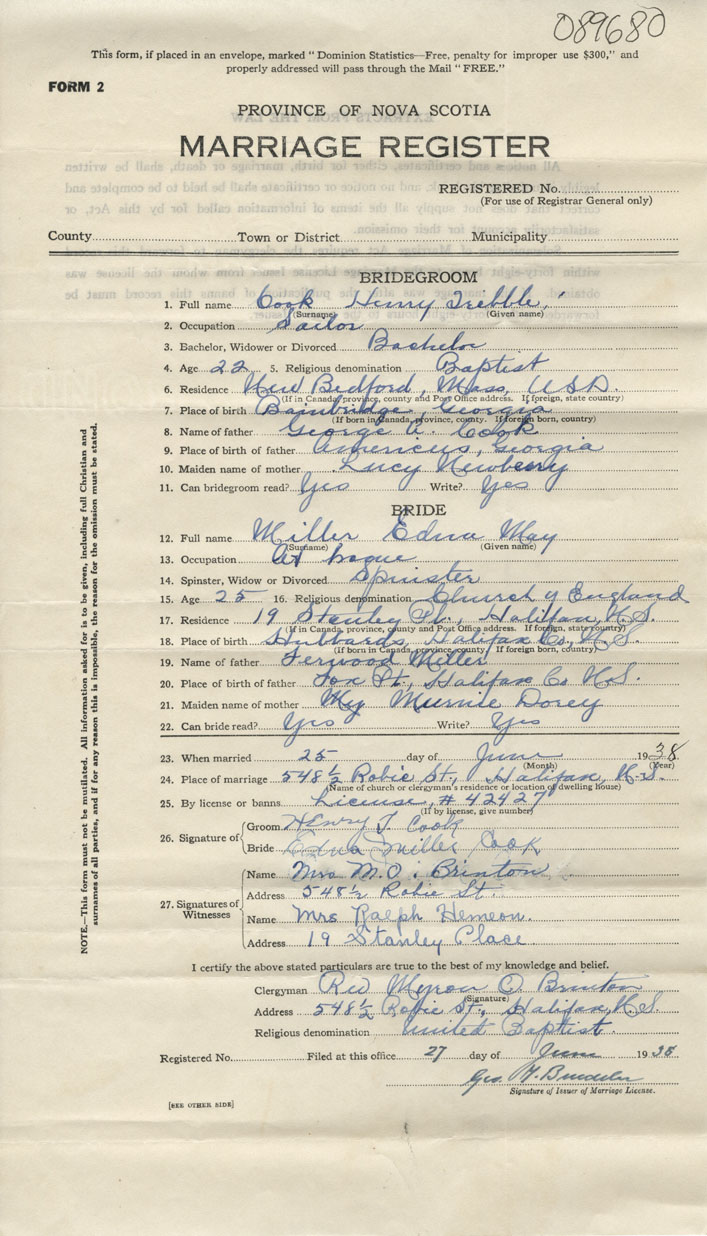 089680
This form, if placed in an envelope, marked "Dominion Statistics—Free, penalty for improper use $300," and
properly addressed will pass through the Mail "FREE."
FORM 2
PROVINCE OF NOVA SCOTIA
MARRIAGE REGISTER
REGISTERED No.
(For use of Registrar General only)
County Town or District Municipality
BRIDEGROOM
1. Full name Cook Henry Tribble
(Surname) (Given name)
2. Occupation Sailor
3. Bachelor, Widower or Divorced Bachelor
4. Age 22 5. Religious denomination Baptist
6. Residence New Bedford, Mass, USA.
(If in Canada, province, county and Post Office address. If foreign, state country)
7. Place of birth Bainbridge, Georgia
(If born in Canada, province, county. If foreign born, country)
8. Name of father George A. Cook
9. Place of birth of father Americus, Georgia
10. Maiden name of mother Lucy Newberry
11. Can bridegroom read? Yes Write? Yes
BRIDE
12. Full name Miller Edna May
(Surname) (Given name)
13. Occupation At home
14. Spinster, Widow or Divorced Spinster
15. Age 25 16. Religious denomination Church of England
17. Residence 19 Stanley Pl., Halifax, N.S.
(If in Canada, province, county and Post Office address. If foreign, state country)
18. Place of birth Hubbards, Halifax Co. N.S.
(If born in Canada, province, county. If foreign born, country)
19. Name of father Miller
20. Place of birth of father Fox Pt., Halifax Co N.S.
21. Maiden name of mother Dorey
22. Can bride read? Yes Write? Yes
23. When married 25 day of June 1938
(Month) (Year)
24. Place of marriage 548½ Robie St., Halifax, N.S.
(Name of church or clergyman's residence or location of dwelling house)
25. By license or banns License, # 42427
(If by license, give number)
26. Signature of Groom Henry T. Cook
Bride Edna Miller Cook
27. Signatures of Witnesses Name Mrs M.O. Brinton
Address 548½ Robie St.
Name Mrs Ralph Hemeon.
Address 19 Stanley Place
I certify the above stated particulars are true to the best of my knowledge and belief.
Clergyman Rev Myron O. Brinton
(Signature)
Address 548½ Robie St., Halifax, N.S.
Religious denomination United Baptist.
Registered No. Filed at this office 27 day of June 1938
Geo.
Signature of Issuer of Marriage License.
[SEE OTHER SIDE]
NOTE.—This form must not be mutilated. All information asked for is to be given, including full Christian and
surnames of all parties, and if for any reason this is impossible, the reason for the omission must be stated.